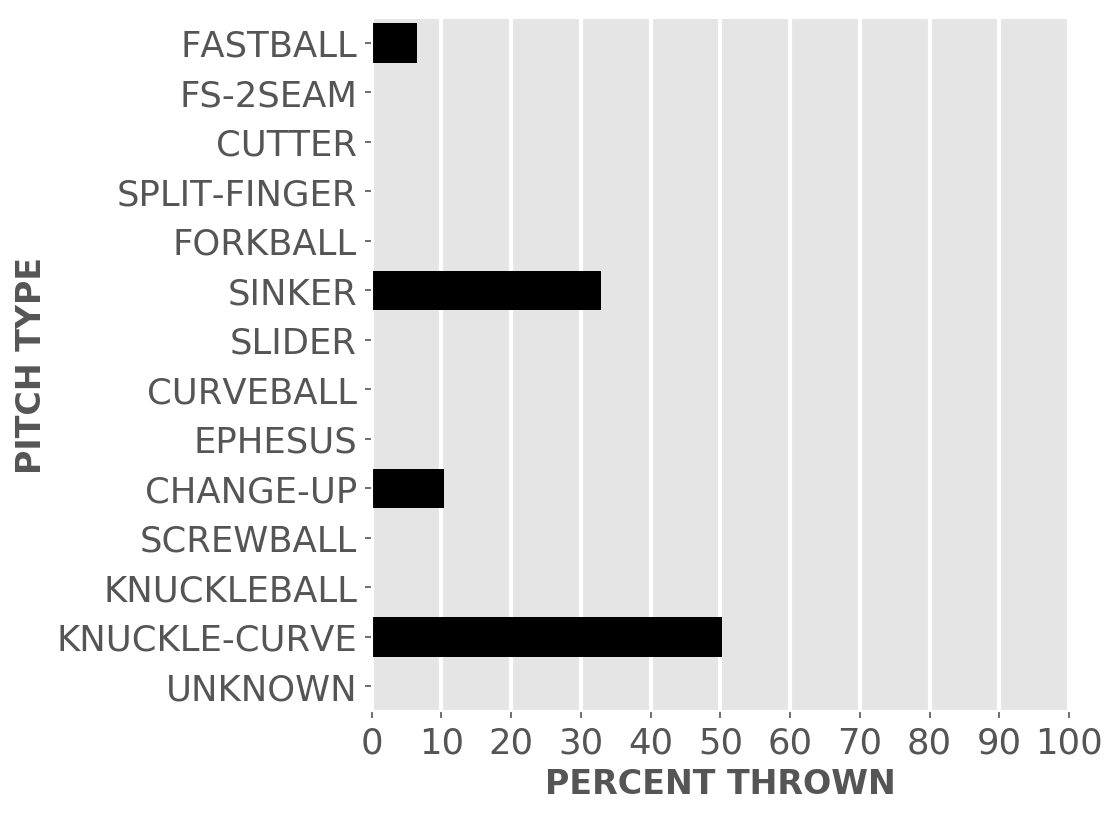 FASTBALL
FS-2SEAM
CUTTER
SPLIT-FINGER
FORKBALL
SINKER
SLIDER
CURVEBALL
EPHESUS
CHANGE-UP
SCREWBALL
KNUCKLEBALL
KNUCKLE-CURVE
UNKNOWN
PITCH TYPE
0 10 20 30 40 50 60 70 80 90 100
PERCENT THROWN